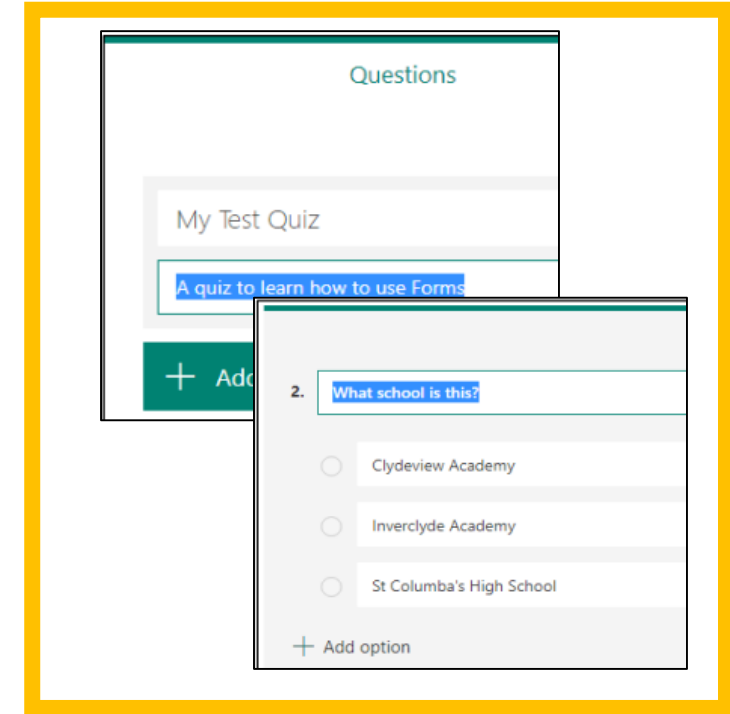 Questions
My Test Quiz
A quiz to learn how to use Forms
+ Add
2. What school is this?
Clydeview Academy
Inverclyde Academy
St Columba's High School
+ Add option